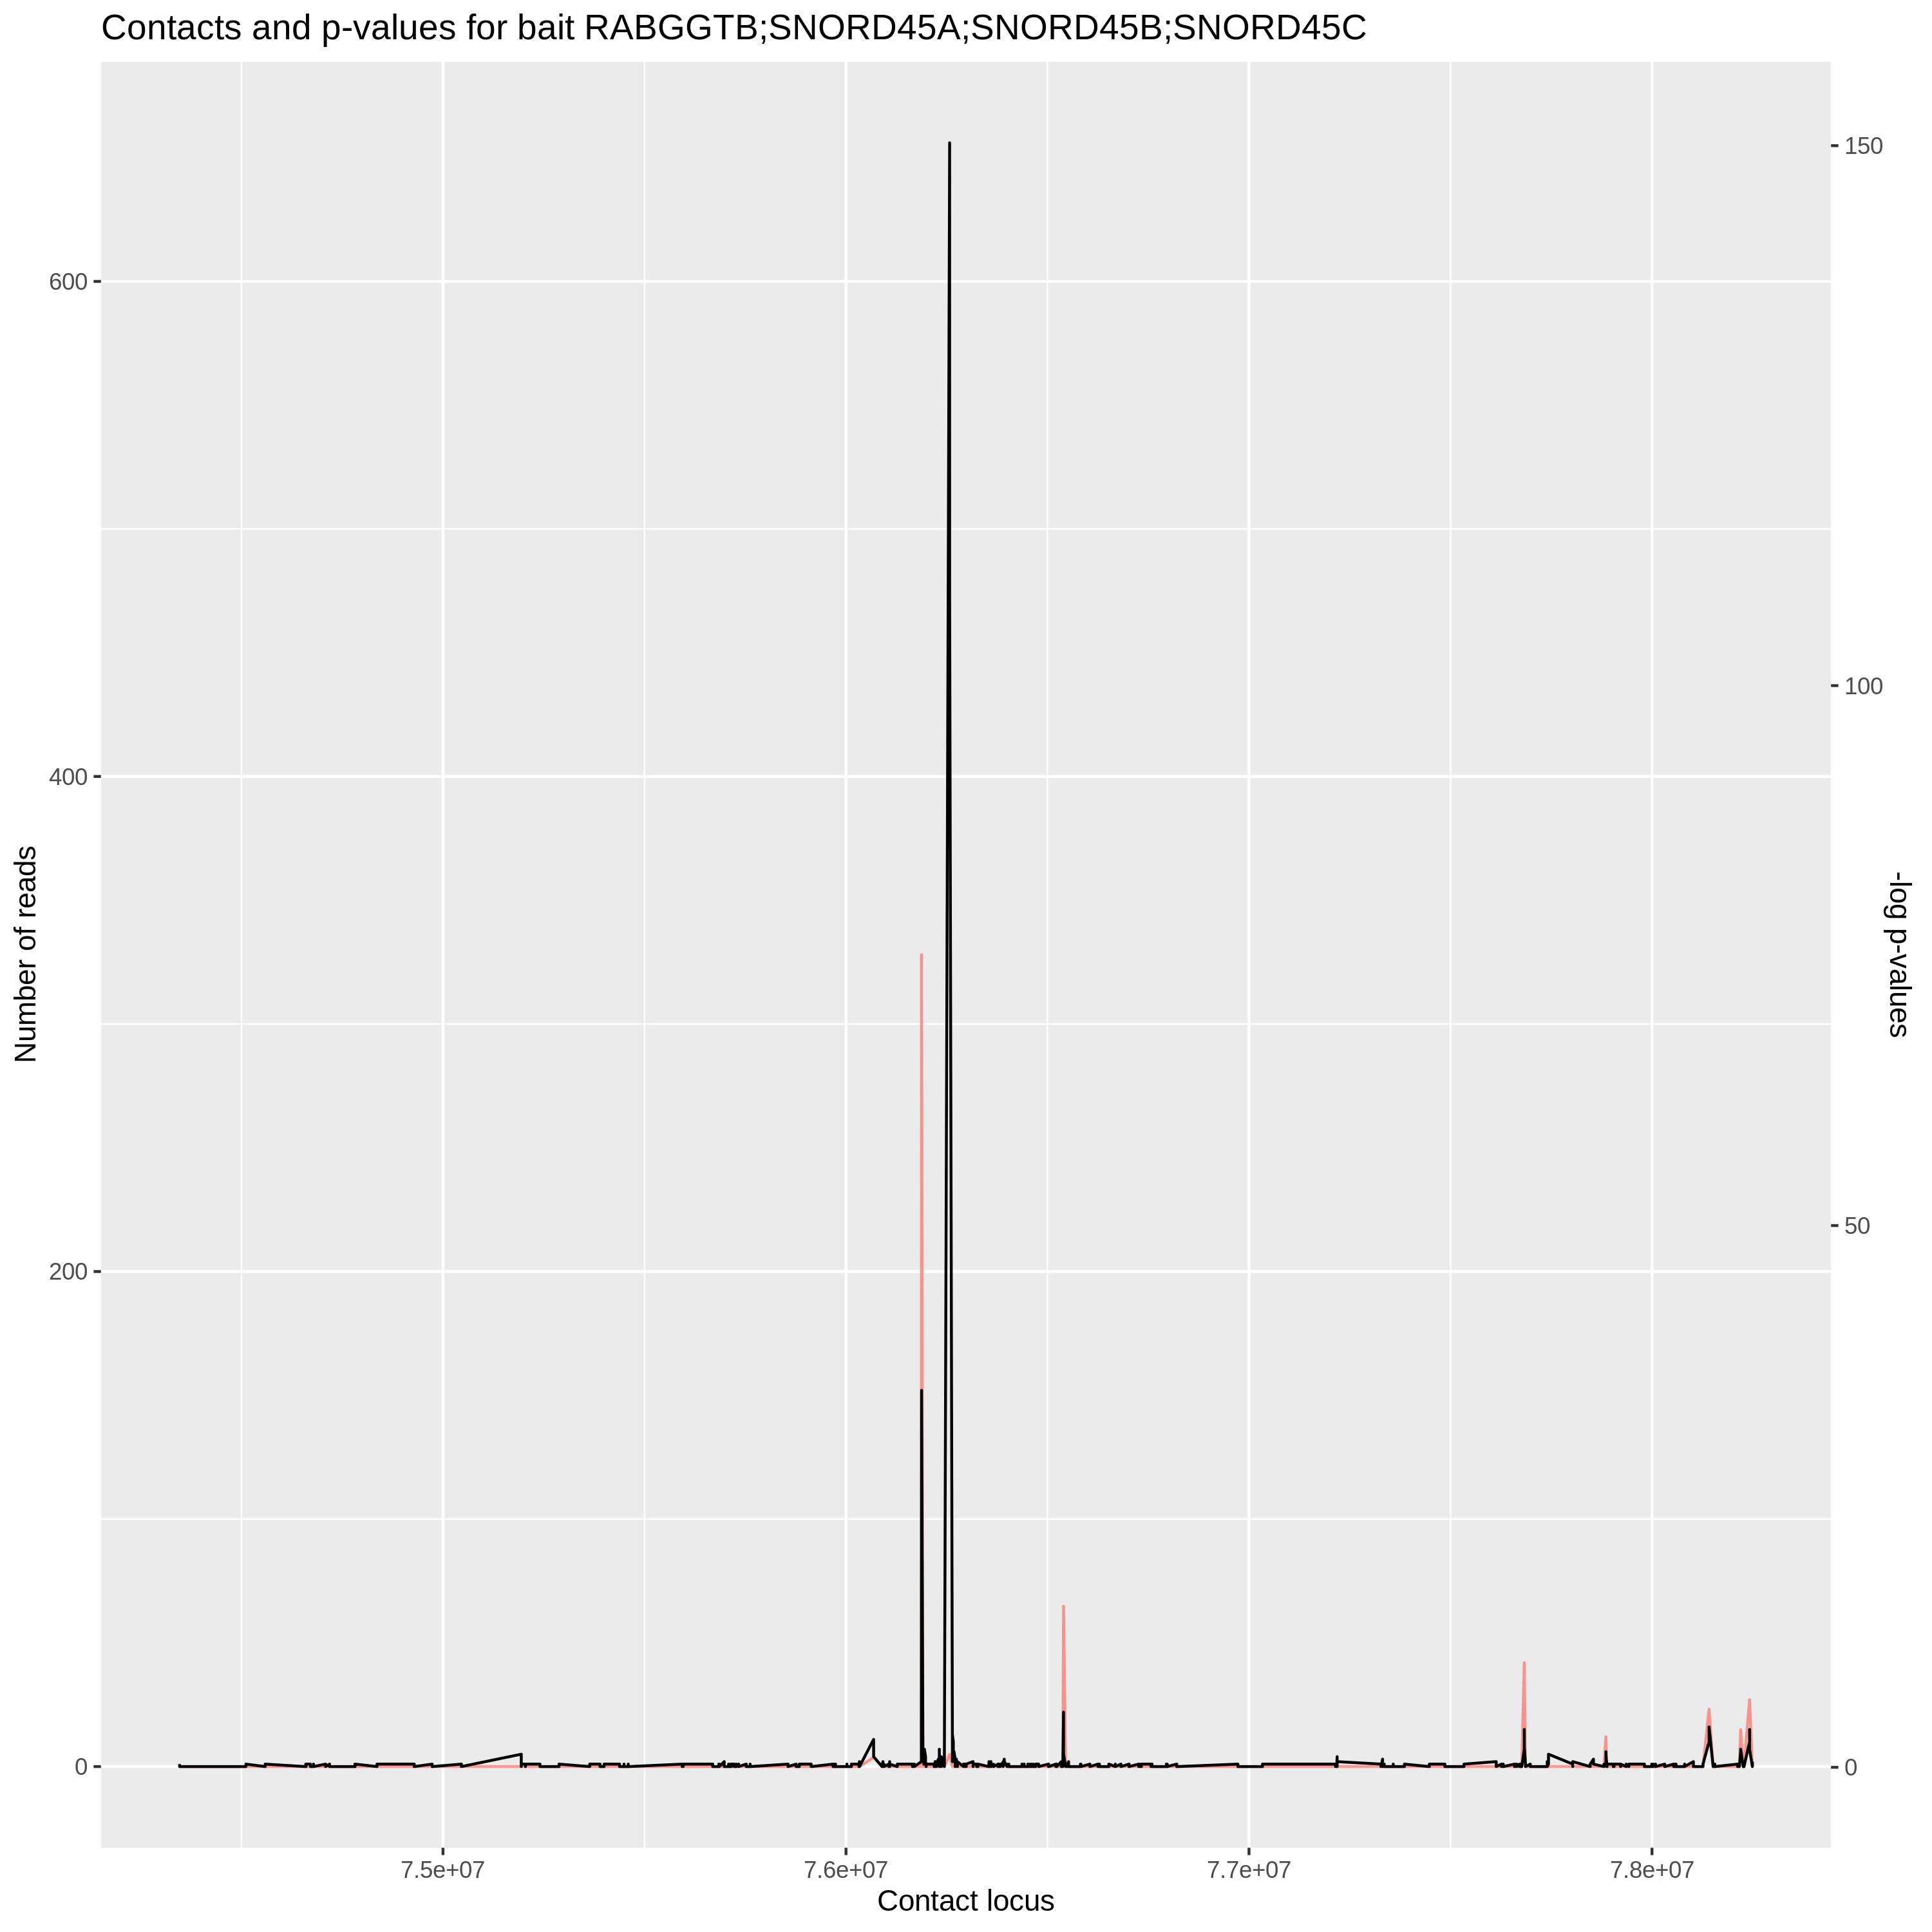 Contacts and p-values for bait RABGGTB;SNORD45A;SNORD45B;SNORD45C
600
400
200
0
Number of reads
150
100
50
0
-log p-values
7.5e+07 7.6e+07 7.7e+07 7.8e+07
Contact locus